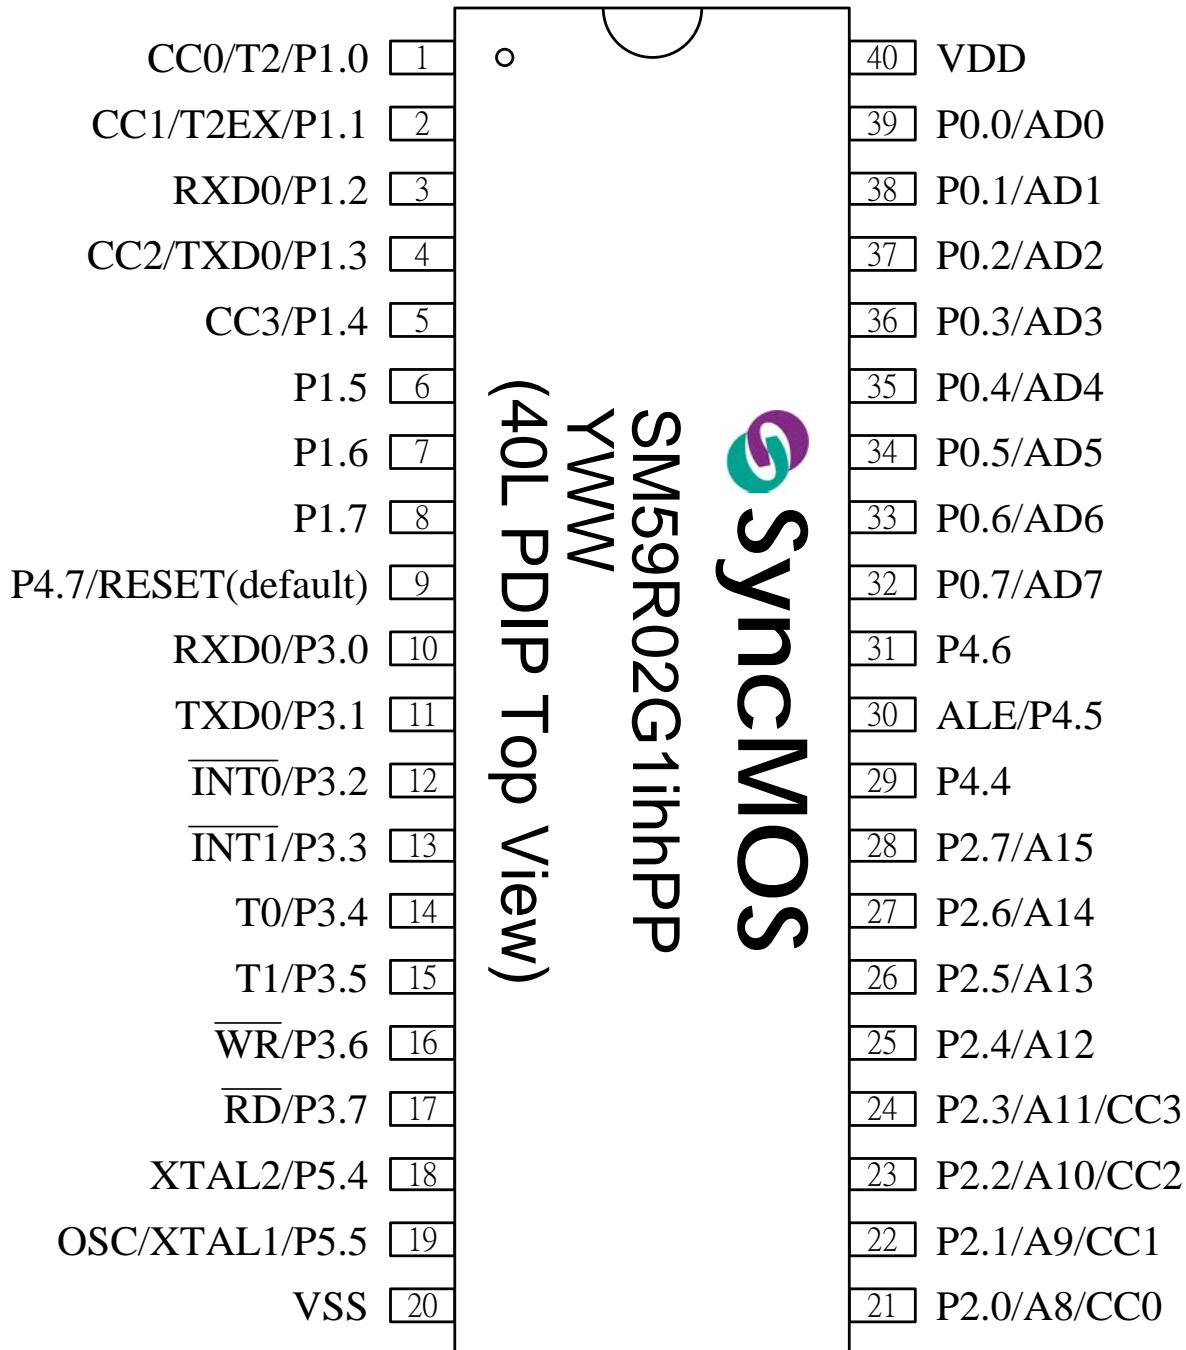 CC0/T2/P1.0 1
CC1/T2EX/P1.1 2
RXD0/P1.2 3
CC2/TXD0/P1.3 4
CC3/P1.4 5
P1.5 6
P1.6 7
P1.7 8
P4.7/RESET(default) 9
RXD0/P3.0 10
TXD0/P3.1 11
INT0/P3.2 12
INT1/P3.3 13
T0/P3.4 14
T1/P3.5 15
WR/P3.6 16
RD/P3.7 17
XTAL2/P5.4 18
OSC/XTAL1/P5.5 19
VSS 20
SyncMOS
SM59R02G1ihhPP
YWW
(40L PDIP Top View)
40 VDD
39 P0.0/AD0
38 P0.1/AD1
37 P0.2/AD2
36 P0.3/AD3
35 P0.4/AD4
34 P0.5/AD5
33 P0.6/AD6
32 P0.7/AD7
31 P4.6
30 ALE/P4.5
29 P4.4
28 P2.7/A15
27 P2.6/A14
26 P2.5/A13
25 P2.4/A12
24 P2.3/A11/CC3
23 P2.2/A10/CC2
22 P2.1/A9/CC1
21 P2.0/A8/CC0